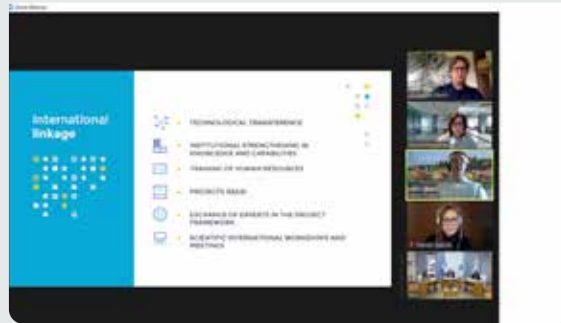 International
linkage
TECHNOLOGICAL TRANSFERENCE
INSTITUTIONAL STRENGTHENING IN
KNOWLEDGE AND CAPABILITIES
TRAINING OF HUMAN RESOURCES
PROJECTS
EXCHANGE OF EXPERTS IN THE PROJECT
FRAMEWORK
SCIENTIFIC INTERNATIONAL WORKSHOPS AND
MEETINGS